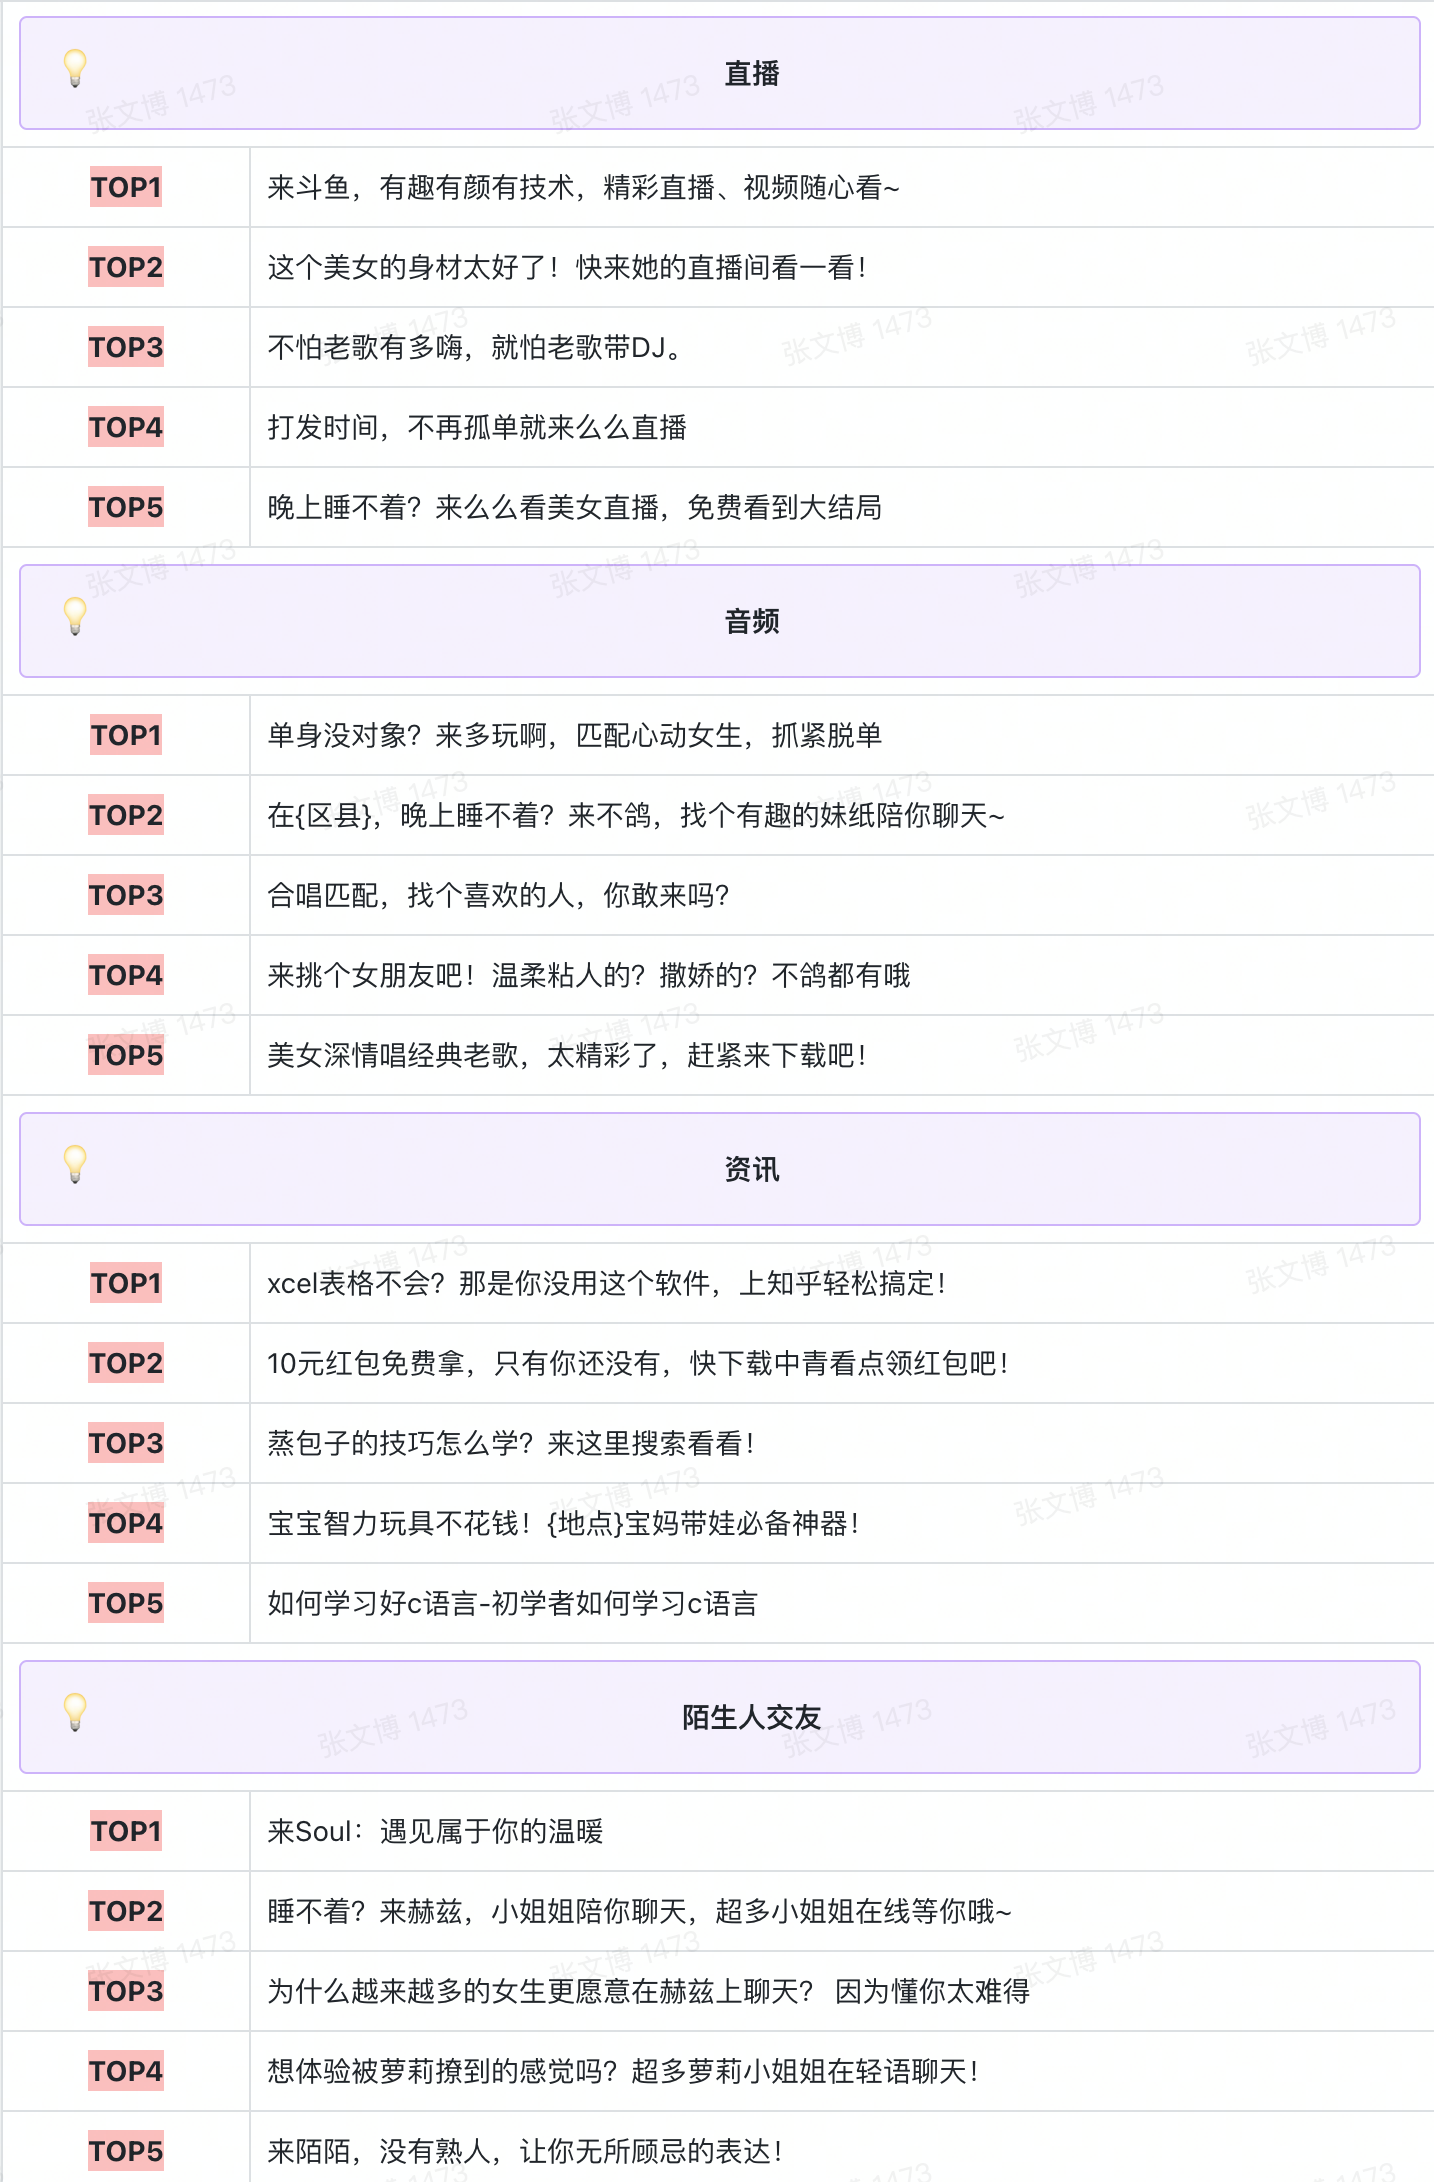 直播
TOP1 来斗鱼，有趣有颜有技术，精彩直播、视频随心看~
TOP2 这个美女的身材太好了！快来她的直播间看一看！
TOP3 不怕老歌有多嗨，就怕老歌带DJ。
TOP4 打发时间，不再孤单就来么么直播
TOP5 晚上睡不着？来么么看美女直播，免费看到大结局
音频
TOP1 单身没对象？来多玩啊，匹配心动女生，抓紧脱单
TOP2 在{区县}，晚上睡不着？来不鸽，找个有趣的妹纸陪你聊天~
TOP3 合唱匹配，找个喜欢的人，你敢来吗？
TOP4 来挑个女朋友吧！温柔粘人的？撒娇的？不鸽都有哦
TOP5 美女深情唱经典老歌，太精彩了，赶紧来下载吧！
资讯
TOP1 xcel表格不会？那是你没用这个软件，上知乎轻松搞定！
TOP2 10元红包免费拿，只有你还没有，快下载中青看点领红包吧！
TOP3 蒸包子的技巧怎么学？来这里搜索看看！
TOP4 宝宝智力玩具不花钱！{地点}宝妈带娃必备神器！
TOP5 如何学习好c语言-初学者如何学习c语言
陌生人交友
TOP1 来Soul：遇见属于你的温暖
TOP2 睡不着？来赫兹，小姐姐陪你聊天，超多小姐姐在线等你哦~
TOP3 为什么越来越多的女生更愿意在赫兹上聊天？ 因为懂你太难得
TOP4 想体验被萝莉撩到的感觉吗？超多萝莉小姐姐在轻语聊天！
TOP5 来陌陌，没有熟人，让你无所顾忌的表达！
张文博 1473